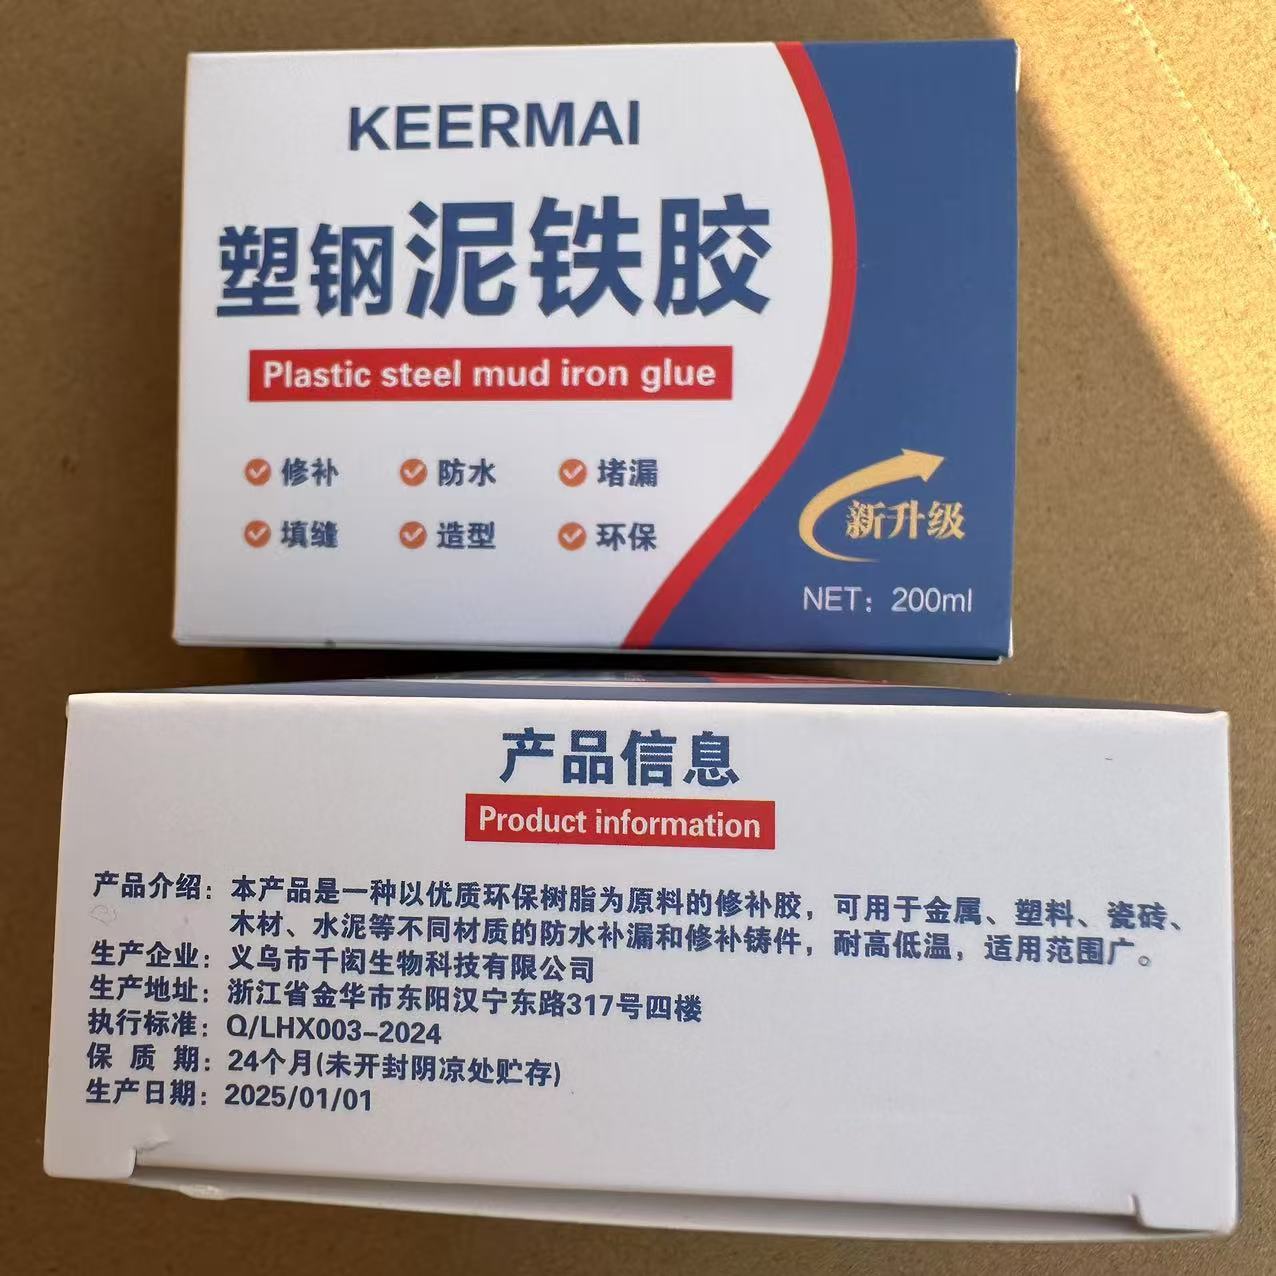 KEERMAI
塑钢泥铁胶
Plastic steel mud iron glue
修补 防水 堵漏
填缝 造型 环保
新升级
NET：200ml
产品信息
Product information
产品介绍：本产品是一种以优质环保树脂为原料的修补胶，可用于金属、塑料、瓷砖、
木材、水泥等不同材质的防水补漏和修补铸件，耐高低温，适用范围广。
生产企业：义乌市千闳生物科技有限公司
生产地址：浙江省金华市东阳汉宁东路317号四楼
执行标准：Q/LHX003-2024
保 质 期：24个月(未开封阴凉处贮存)
生产日期：2025/01/01